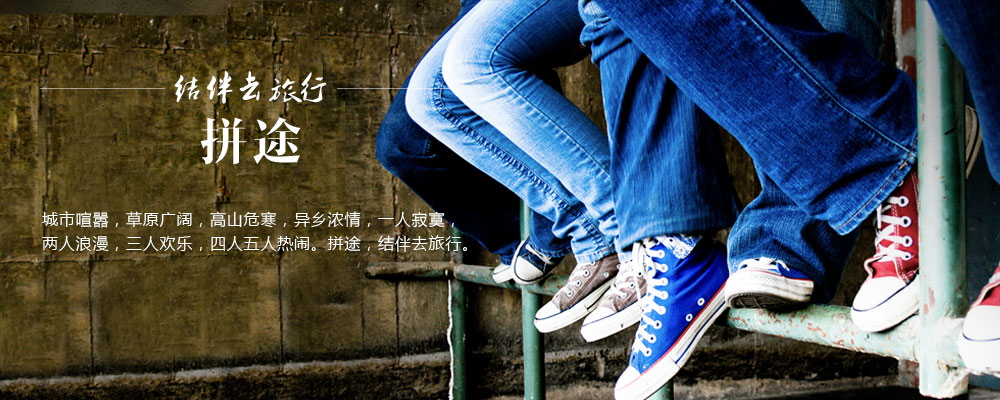 结伴去旅行
拼途
城市喧嚣，草原广阔，高山危寒，异乡浓情，一人寂寞，
两人浪漫，三人欢乐，四人五人热闹。拼途，结伴去旅行。